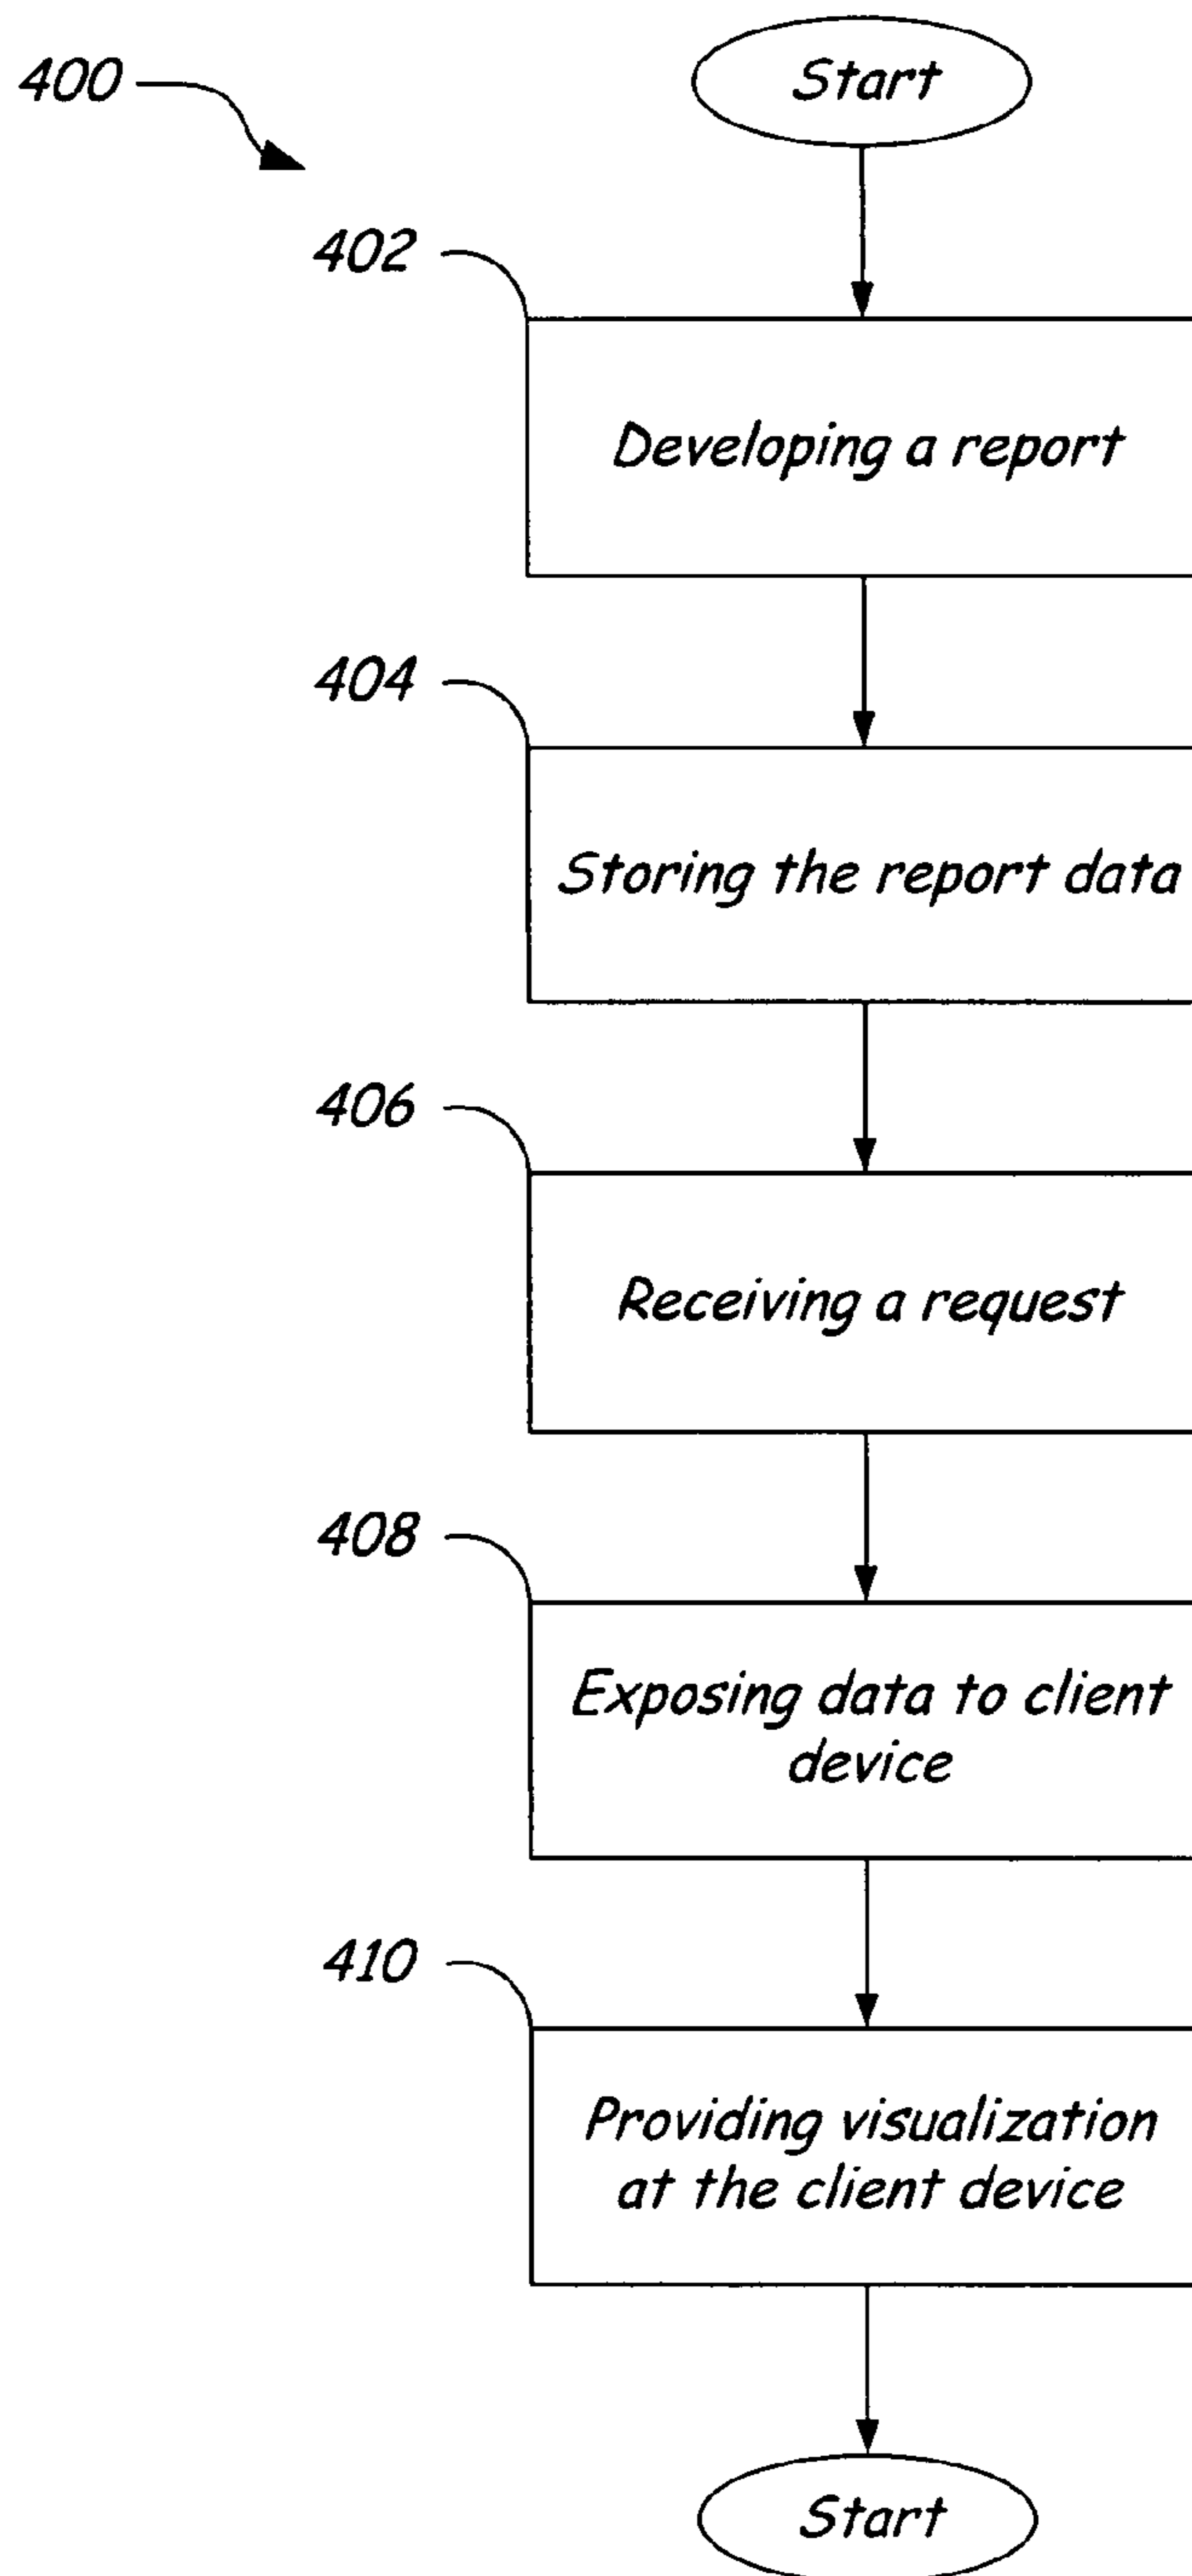 400
Start
402
Developing a report
404
Storing the report data
406
Receiving a request
408
Exposing data to client
device
410
Providing visualization
at the client device
Start